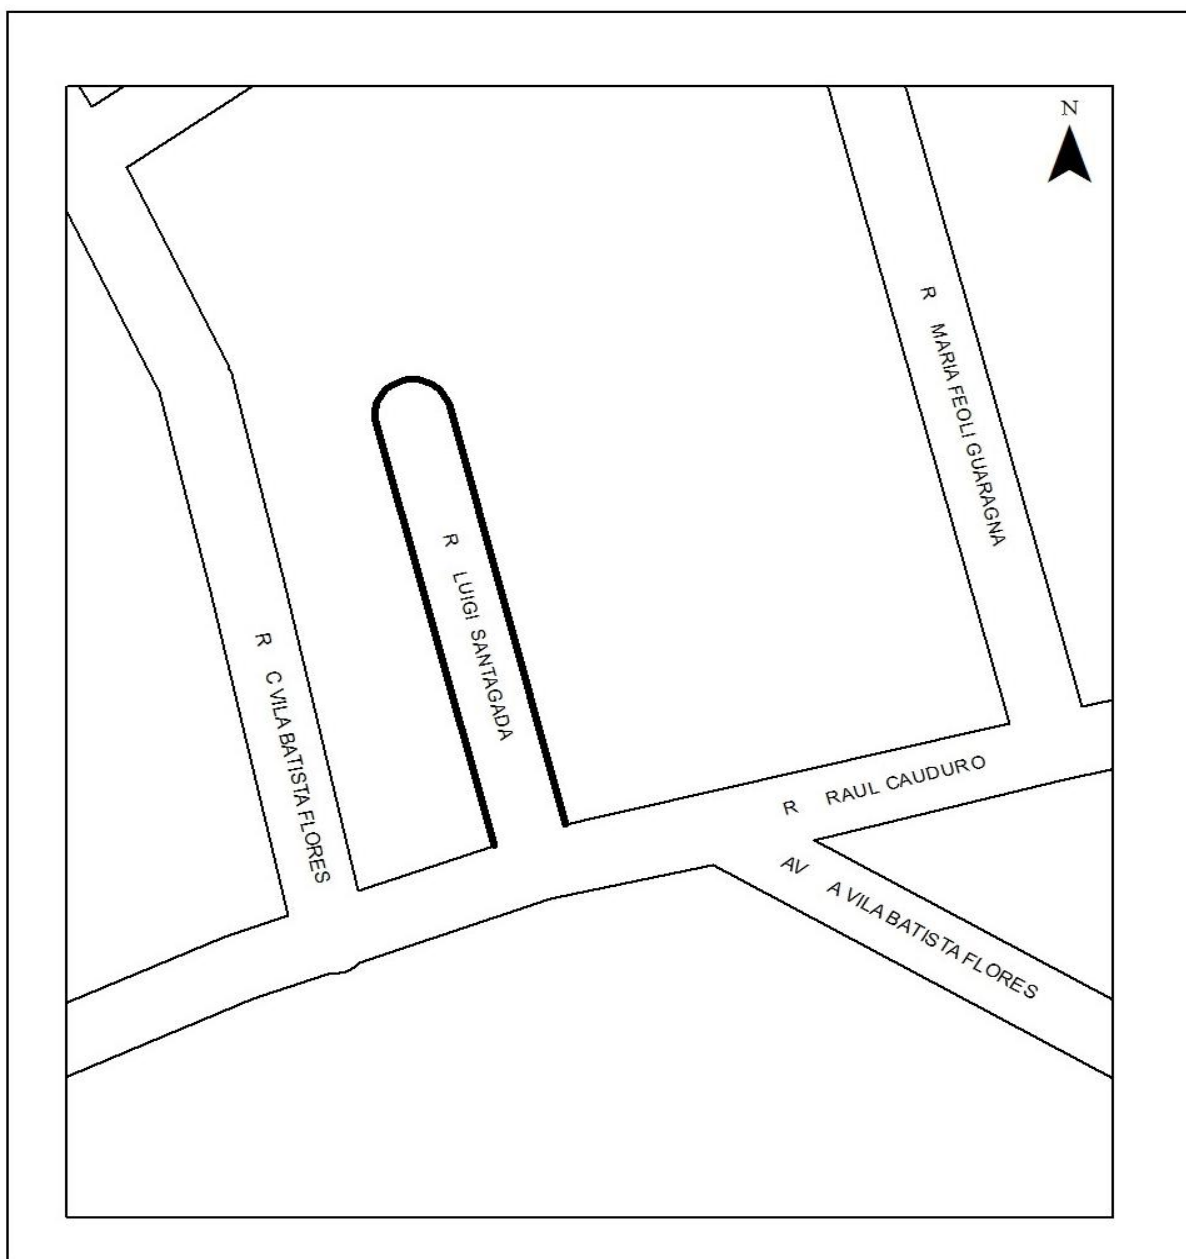 N
R MARIA FEOLI GUARAGNA
R LUIGI SANTAGADA
R C VILA BATISTA FLORES
R RAUL CAUDURO
AV A VILA BATISTA FLORES